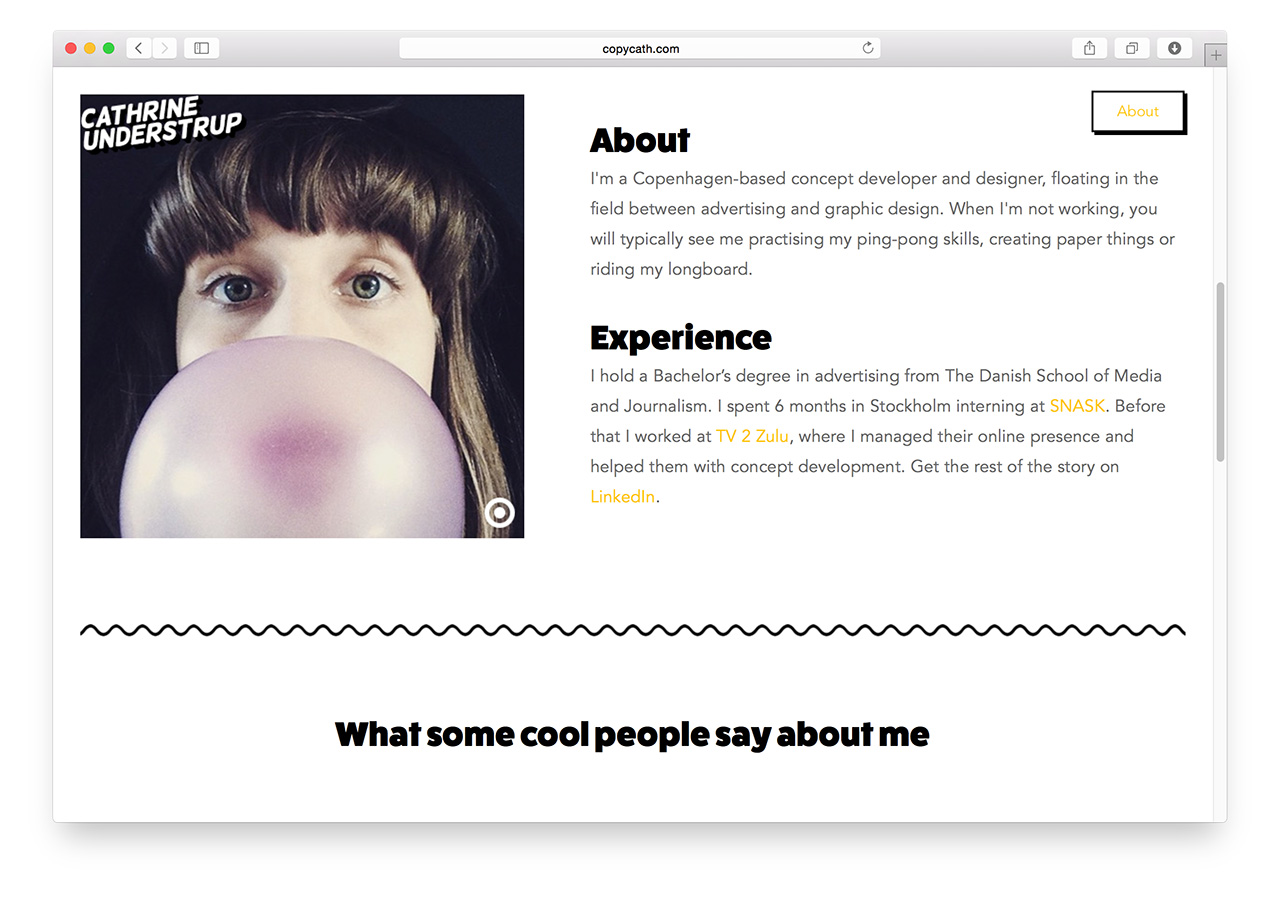 copycath.com
CATHRINE
UNDERSTRUP
About
About
I'm a Copenhagen-based concept developer and designer, floating in the
field between advertising and graphic design. When I'm not working, you
will typically see me practising my ping-pong skills, creating paper things or
riding my longboard.
Experience
I hold a Bachelor’s degree in advertising from The Danish School of Media
and Journalism. I spent 6 months in Stockholm interning at SNASK. Before
that I worked at TV 2 Zulu, where I managed their online presence and
helped them with concept development. Get the rest of the story on
LinkedIn.
What some cool people say about me